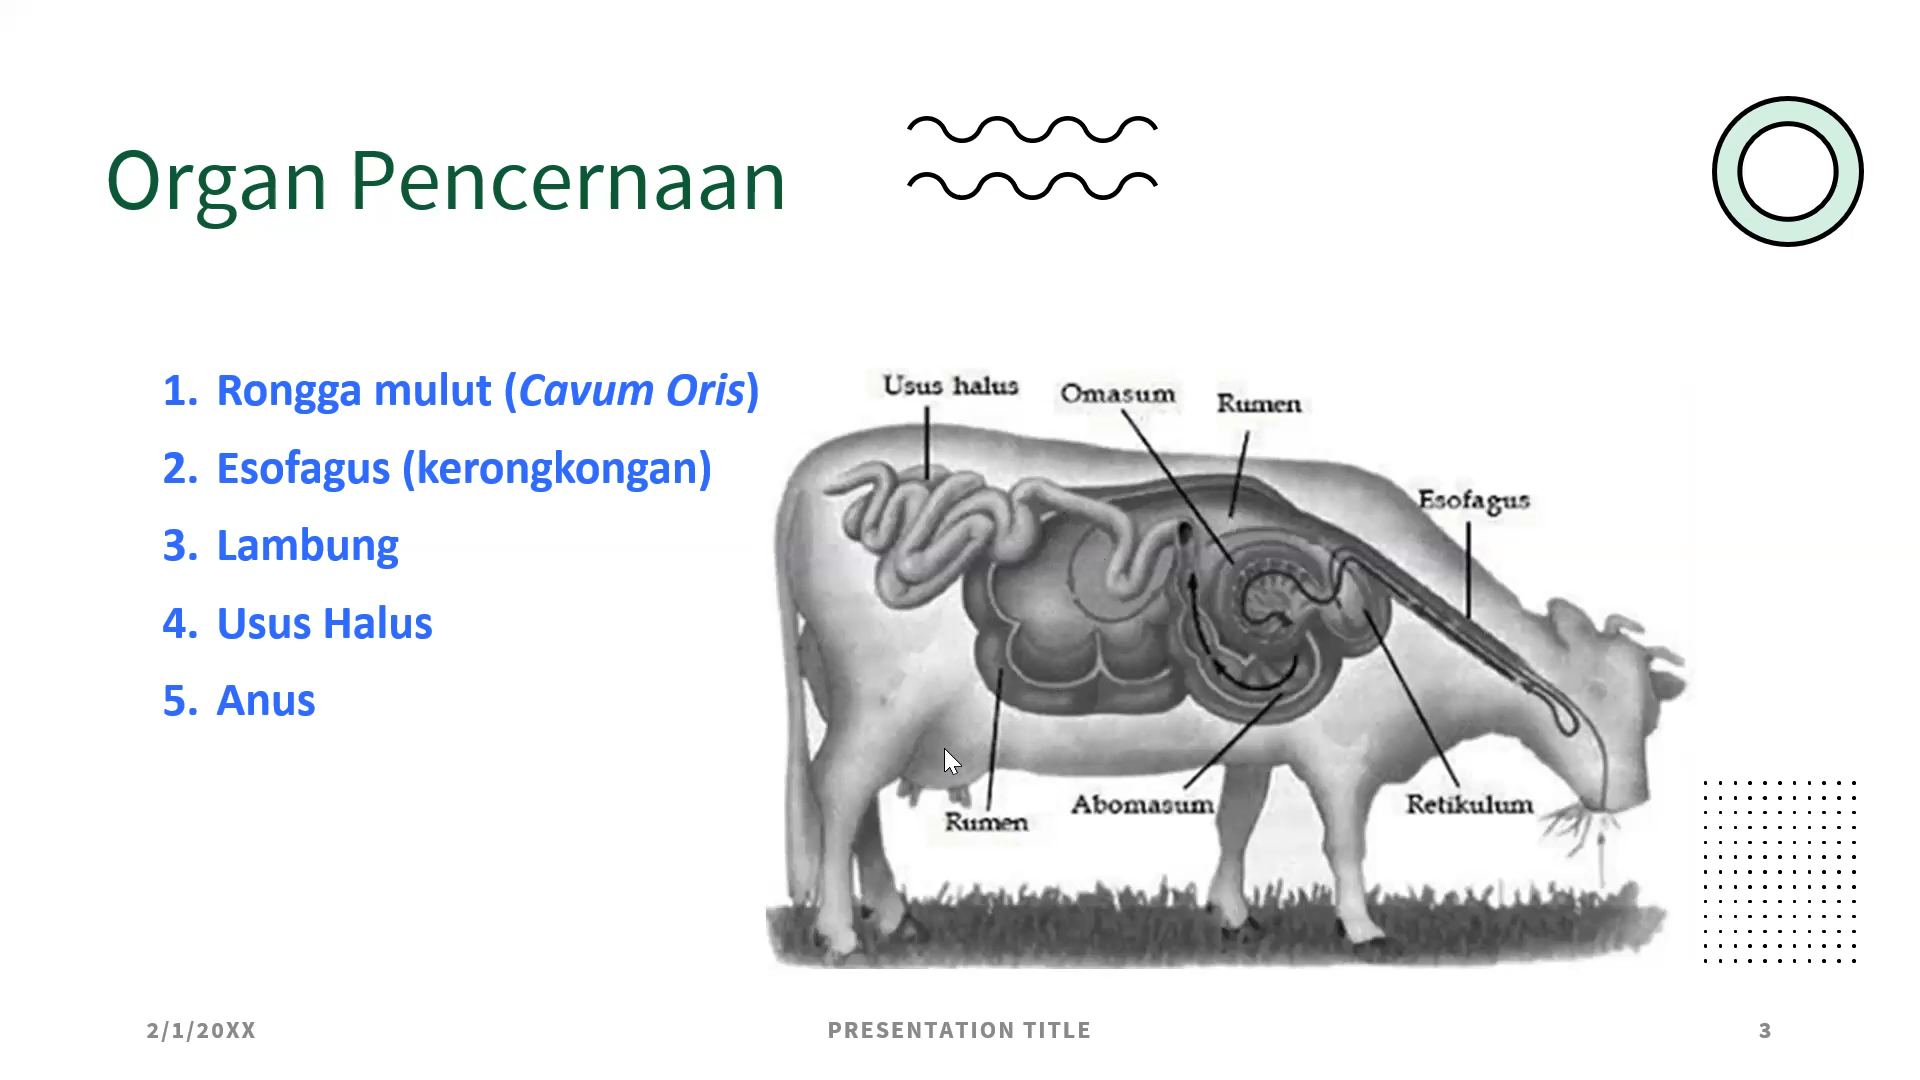 Organ Pencernaan
1. Rongga mulut (Cavum Oris)
2. Esofagus (kerongkongan)
3. Lambung
4. Usus Halus
5. Anus
Usus halus
Omasum
Rumen
Esofagus
Rumen
Abomasum
Retikulum
2/1/20XX
PRESENTATION TITLE
3